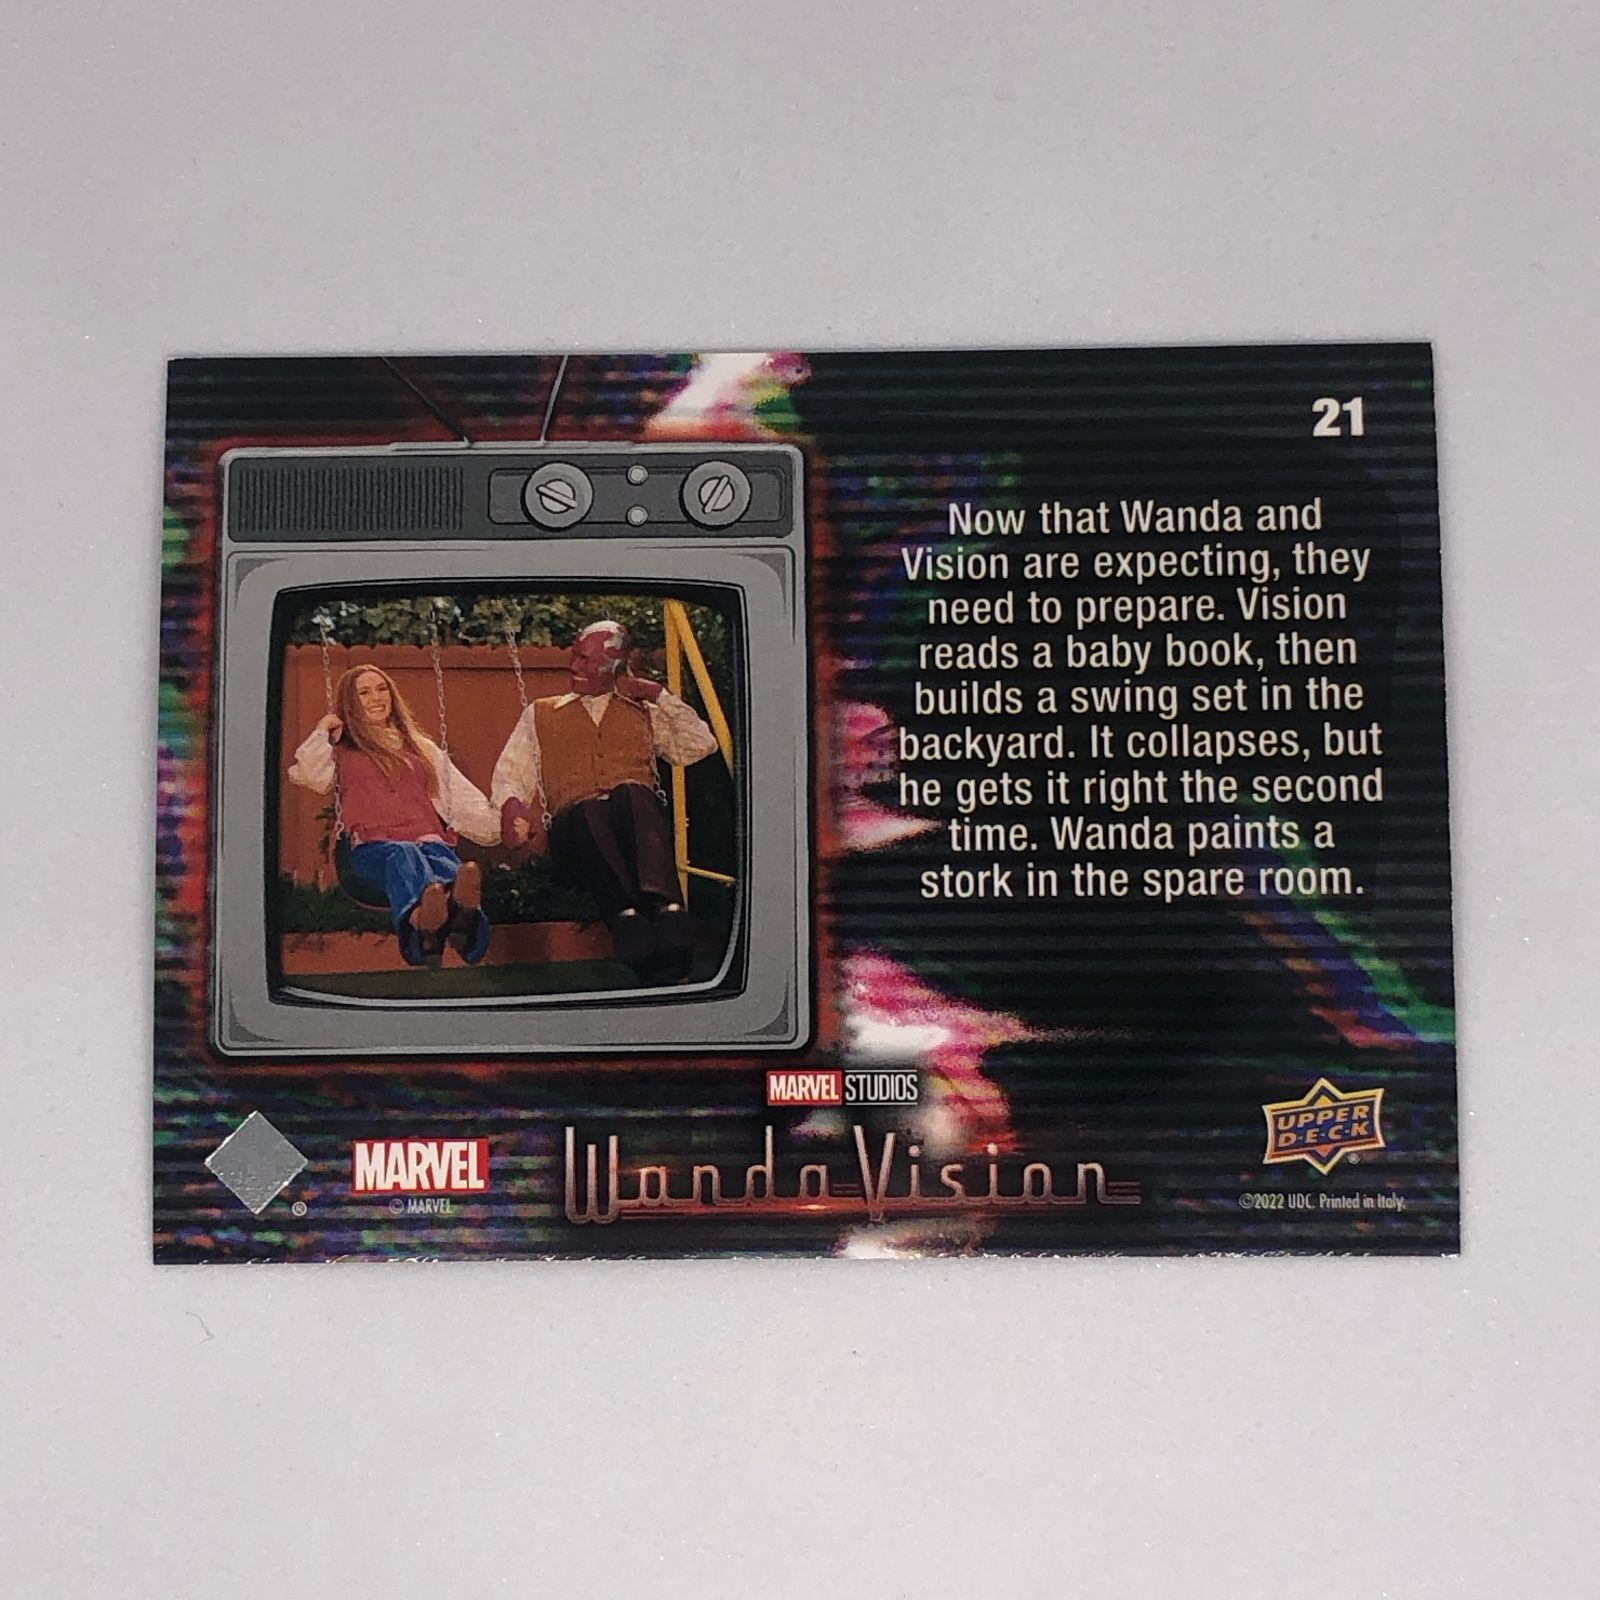 21
Now that Wanda and
Vision are expecting, they
need to prepare. Vision
reads a baby book, then
builds a swing set in the
backyard. It collapses, but
he gets it right the second
time. Wanda paints a
stork in the spare room.
MARVEL STUDIOS
WandaVision
MARVEL
© MARVEL
®
UPPER
D·E·C·K
®
©2022 UDC. Printed in Italy.